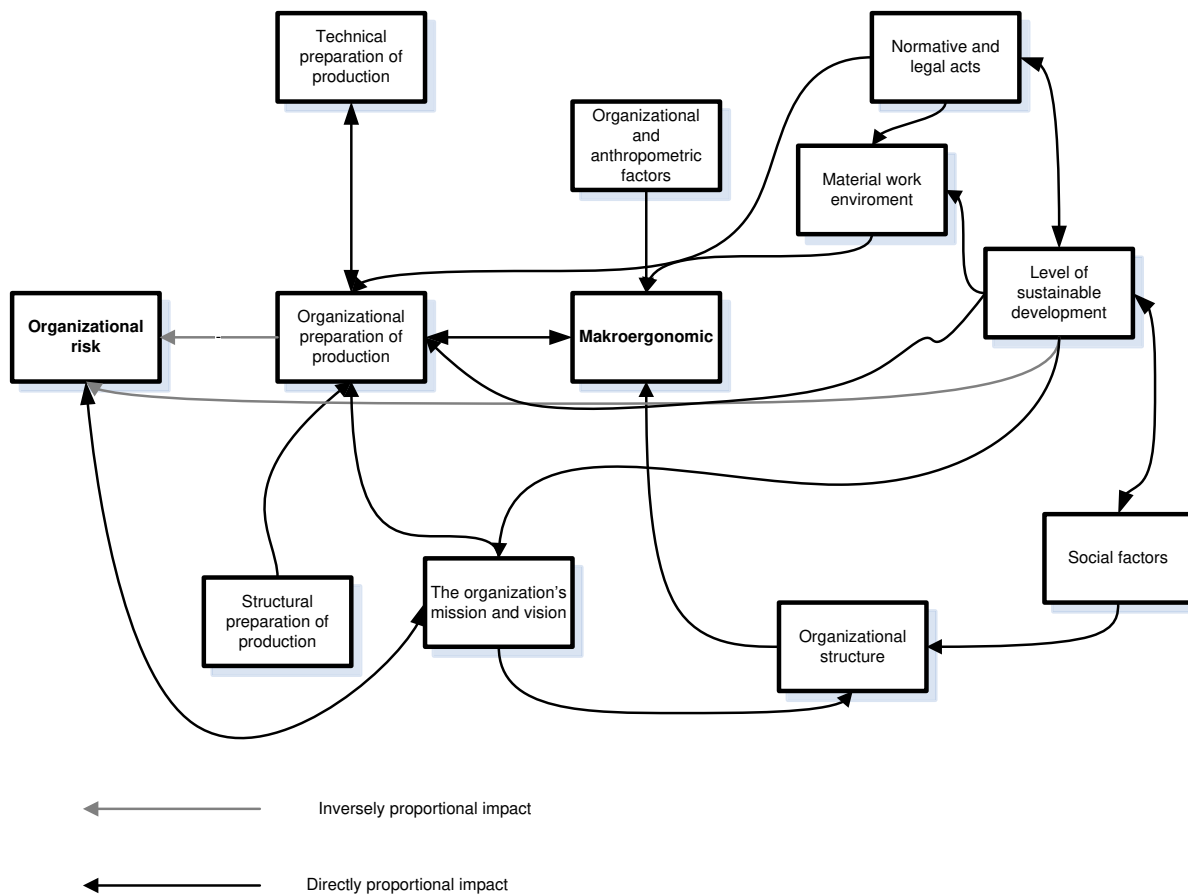 Technical
preparation of
production
Normative and
legal acts
Organizational
and
anthropometric
factors
Material work
enviroment
Level of
sustainable
development
Organizational
risk
-
Organizational
preparation of
production
Makroergonomic
Structural
preparation of
production
The organization's
mission and vision
Organizational
structure
Social factors
Inversely proportional impact
Directly proportional impact